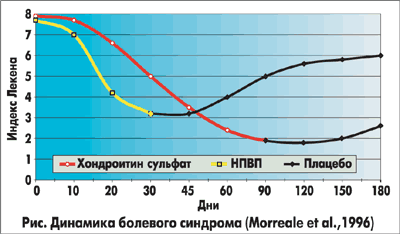 Индекс Лекена
8
7
6
5
4
3
2
1
0
Хондроитин сульфат НПВП Плацебо
0 10 20 30 45 60 90 120 150 180
Дни
Рис. Динамика болевого синдрома (Morreale et al.,1996)